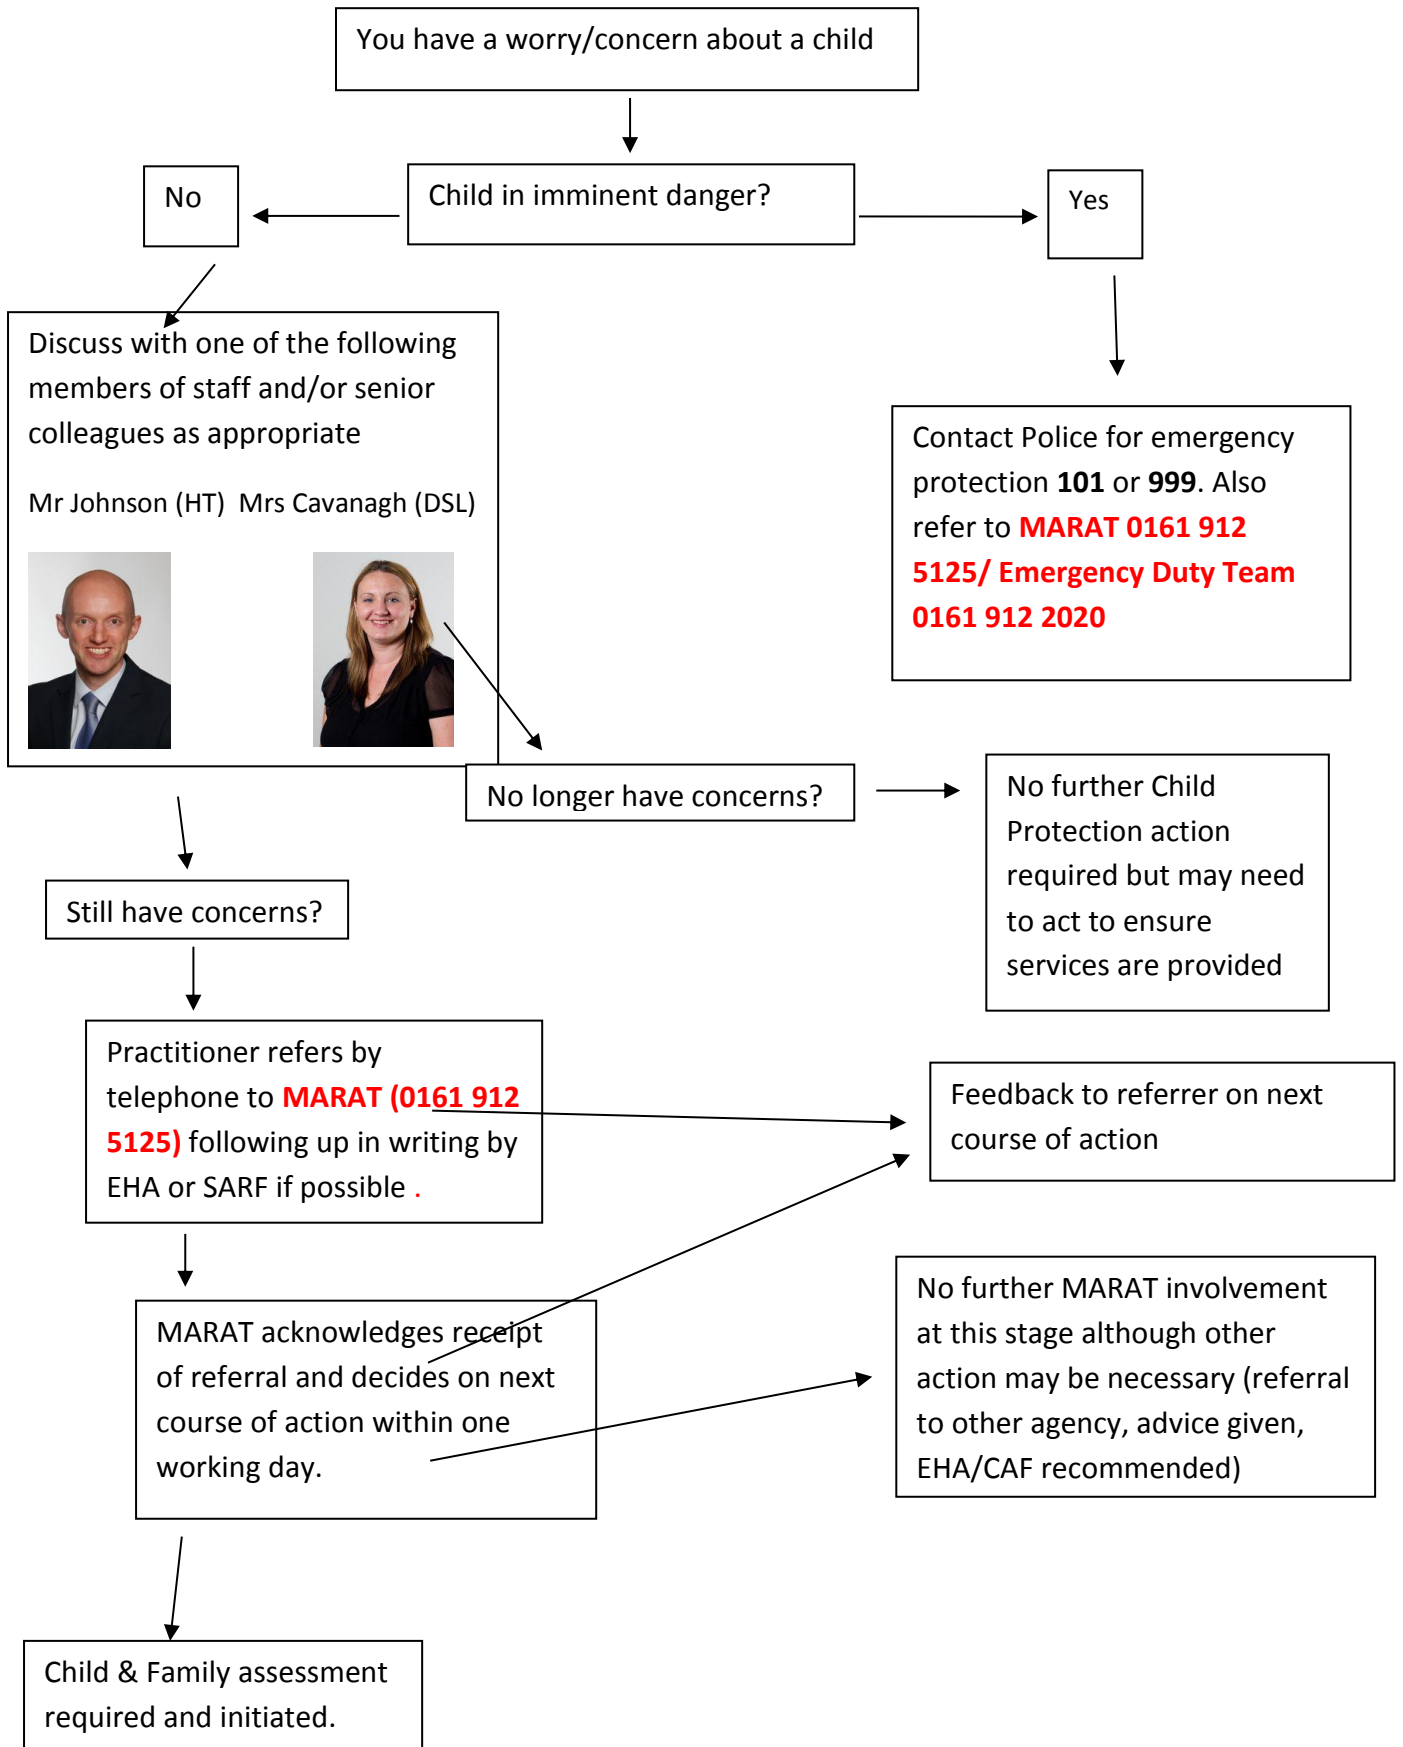 You have a worry/concern about a child
Child in imminent danger?
No
Yes
Discuss with one of the following
members of staff and/or senior
colleagues as appropriate
Mr Johnson (HT)  Mrs Cavanagh (DSL)
Contact Police for emergency
protection 101 or 999. Also
refer to MARAT 0161 912
5125/ Emergency Duty Team
0161 912 2020
No longer have concerns?
No further Child
Protection action
required but may need
to act to ensure
services are provided
Still have concerns?
Practitioner refers by
telephone to MARAT (0161 912
5125) following up in writing by
EHA or SARF if possible .
Feedback to referrer on next
course of action
MARAT acknowledges receipt
of referral and decides on next
course of action within one
working day.
No further MARAT involvement
at this stage although other
action may be necessary (referral
to other agency, advice given,
EHA/CAF recommended)
Child & Family assessment
required and initiated.